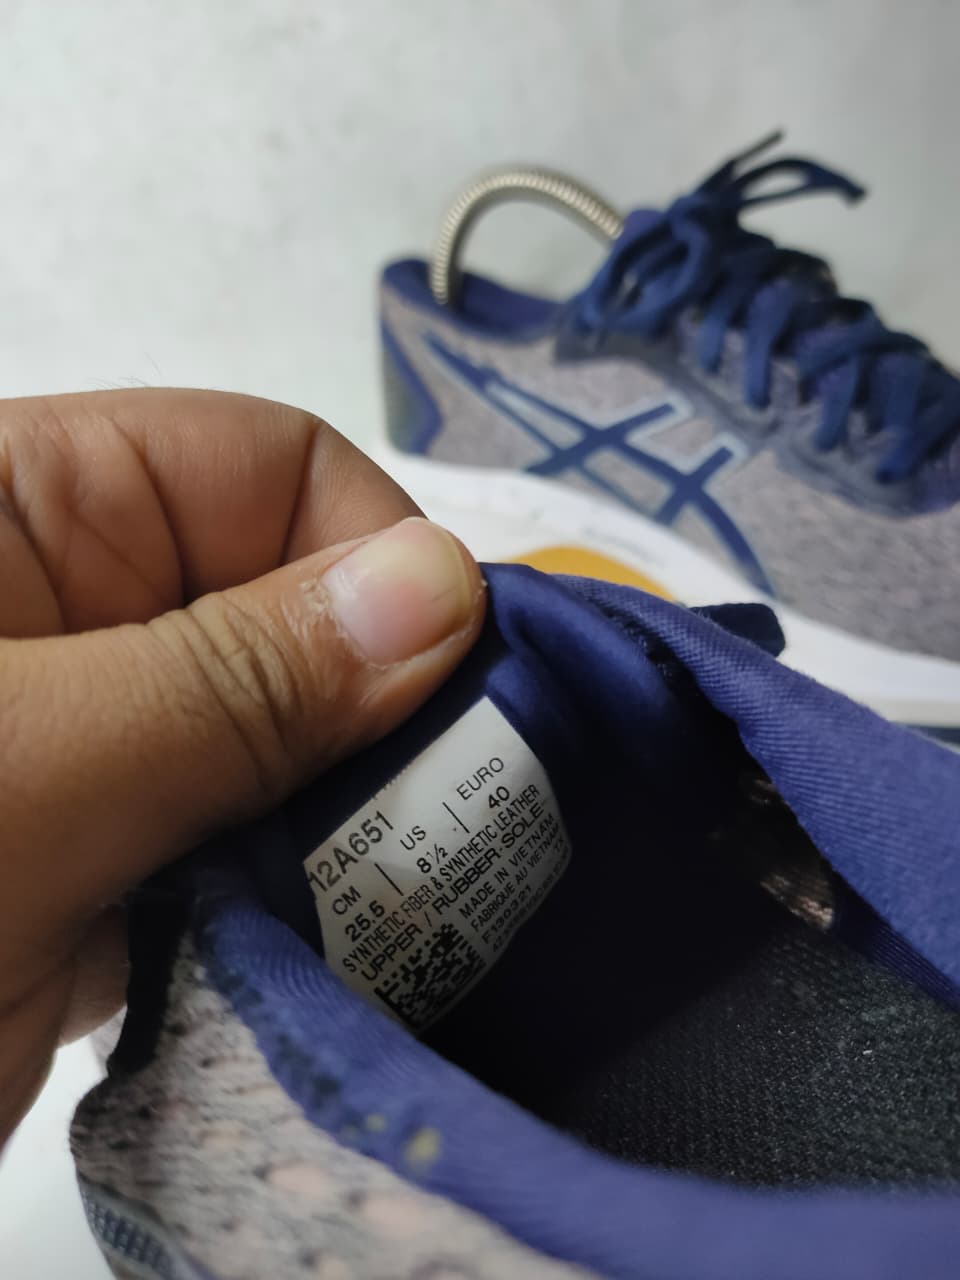 12A651
CM | US | EURO
25.5 | 8½ | 40
SYNTHETIC FIBER & SYNTHETIC LEATHER
UPPER / RUBBER-SOLE
MADE IN VIETNAM
FABRIQUE AU VIETNAM
F130321